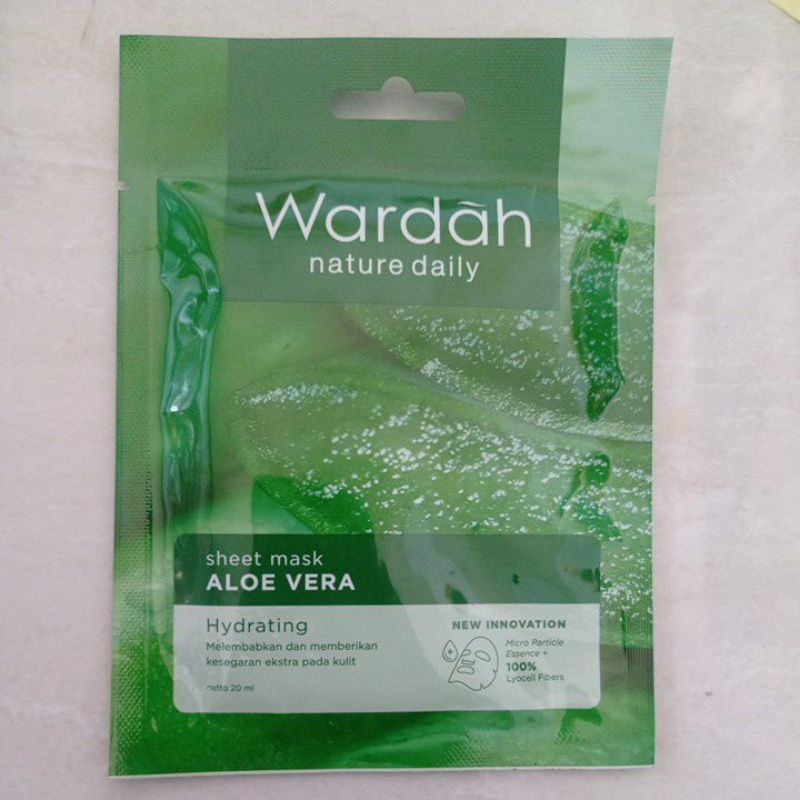 Wardāh
nature daily
sheet mask
ALOE VERA
Hydrating
Melembabkan dan memberikan
kesegaran ekstra pada kulit
netto 20 ml
NEW INNOVATION
Micro Particle
Essence +
100%
Lyocell Fibers